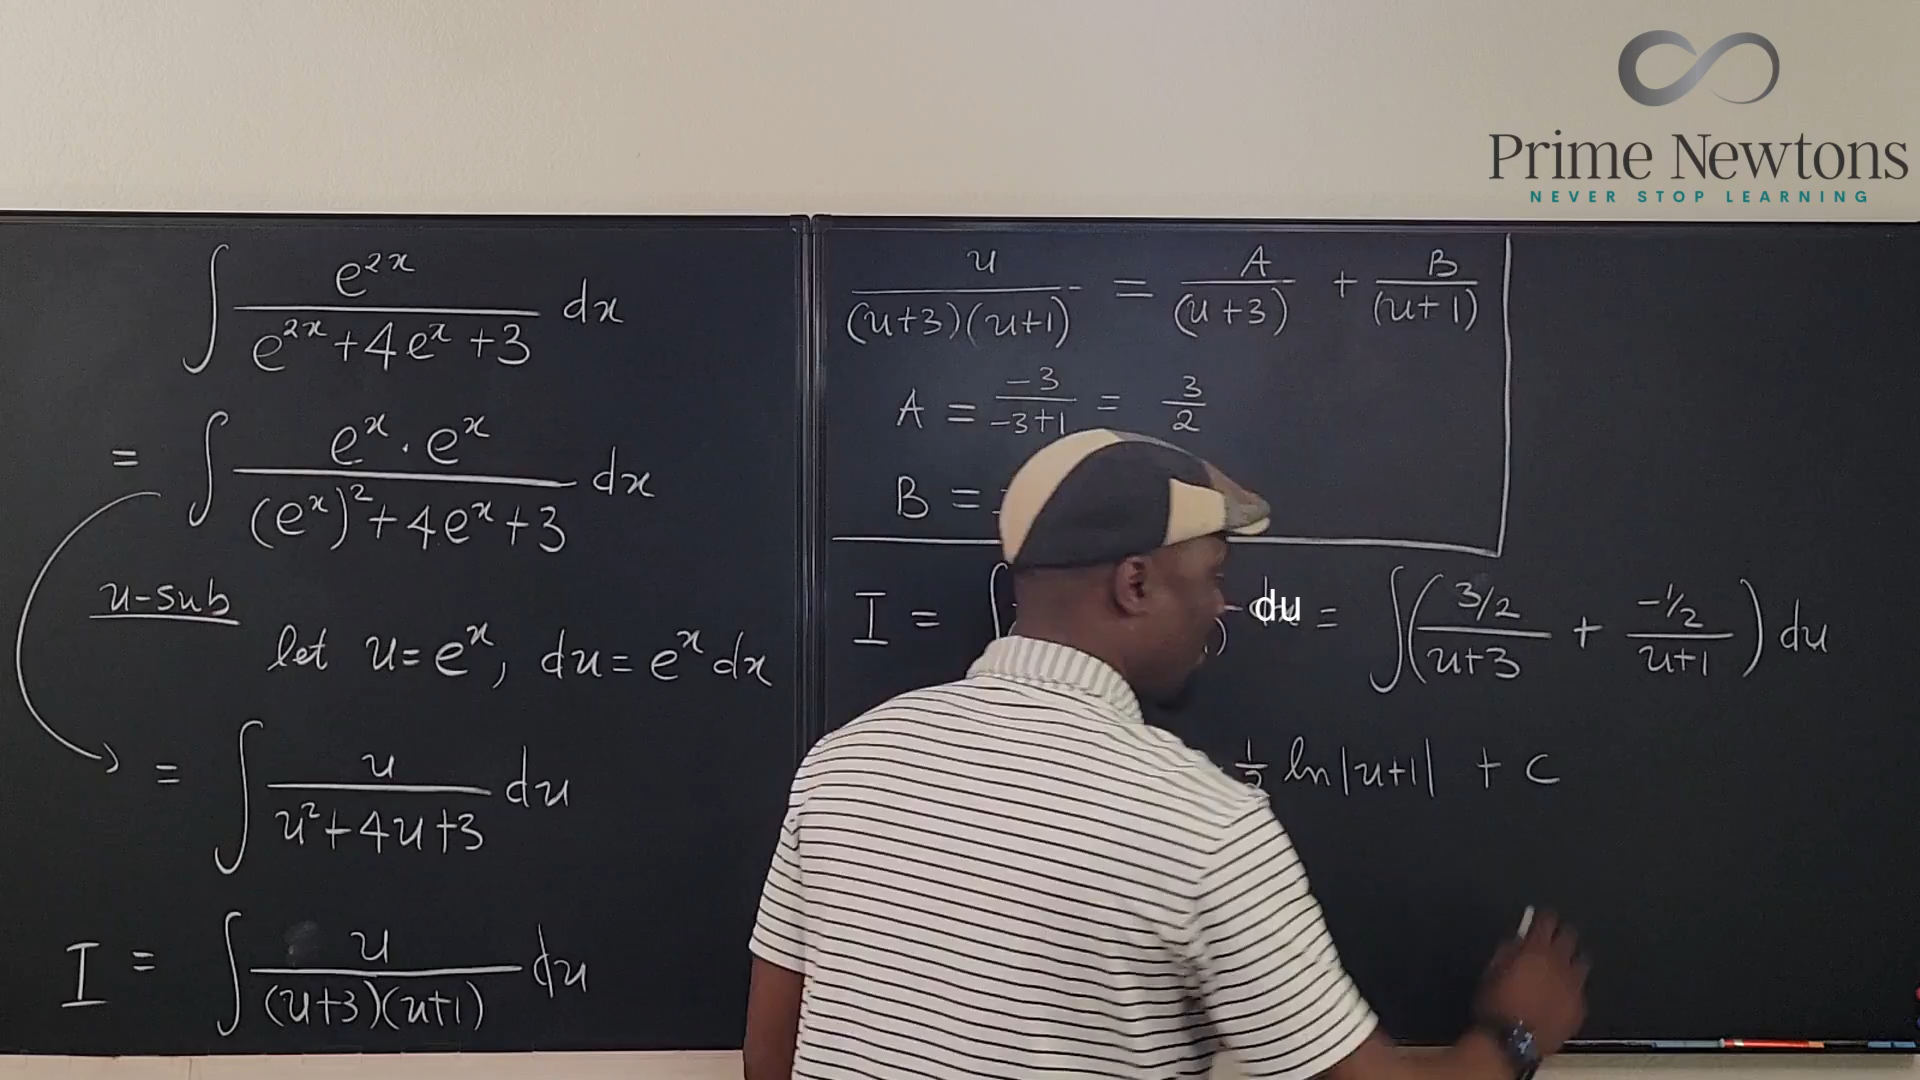 Prime Newtons
NEVER STOP LEARNING
∫ e^{2x} / (e^{2x} + 4e^x + 3) dx
= ∫ e^x · e^x / ((e^x)² + 4e^x + 3) dx
u-sub
let u = e^x, du = e^x dx
= ∫ u / (u² + 4u + 3) du
I = ∫ u / ((u+3)(u+1)) du
u / ((u+3)(u+1)) = A / (u+3) + B / (u+1)
A = -3 / (-3+1) = 3/2
B =
I = ∫ du = ∫ ( (3/2) / (u+3) + (-1/2) / (u+1) ) du
ln|u+1| + C